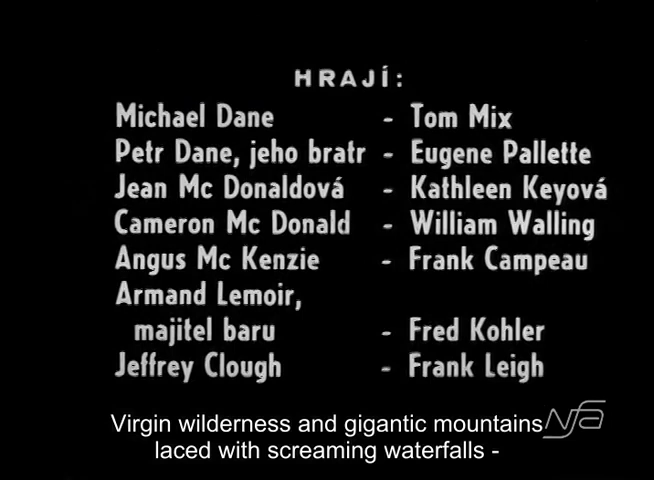 HRAJÍ:
Michael Dane - Tom Mix
Petr Dane, jeho bratr - Eugene Pallette
Jean Mc Donaldová - Kathleen Keyová
Cameron Mc Donald - William Walling
Angus Mc Kenzie - Frank Campeau
Armand Lemoir,
majitel baru - Fred Kohler
Jeffrey Clough - Frank Leigh
Virgin wilderness and gigantic mountains
laced with screaming waterfalls -
nfa